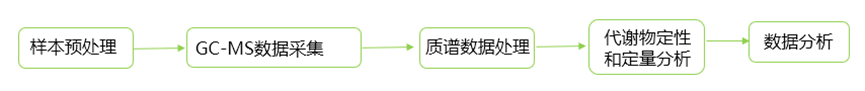 样本预处理
GC-MS数据采集
质谱数据处理
代谢物定性
和定量分析
数据分析